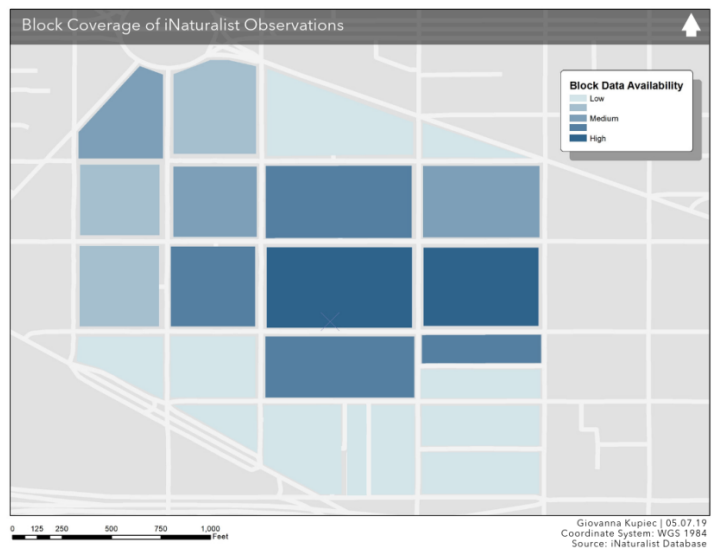 Block Coverage of iNaturalist Observations
Block Data Availability
Low
Medium
High
0 125 250 500 750 1,000
Feet
Giovanna Kupiec | 05.07.19
Coordinate System: WGS 1984
Source: iNaturalist Database